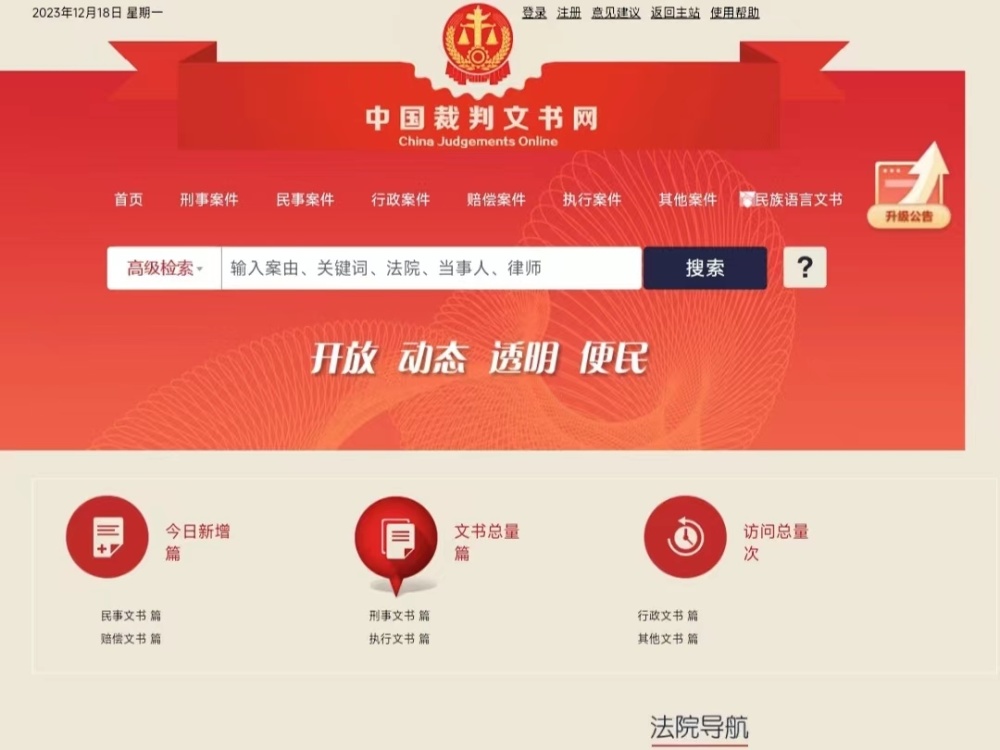 2023年12月18日 星期一
登录 注册 意见建议 返回主站 使用帮助
中国裁判文书网
China Judgements Online
首页 刑事案件 民事案件 行政案件 赔偿案件 执行案件 其他案件 民族语言文书
升级公告
高级检索 输入案由、关键词、法院、当事人、律师 搜索 ?
开放 动态 透明 便民
今日新增 文书总量 访问总量
篇 篇 次
民事文书 篇 刑事文书 篇 行政文书 篇
赔偿文书 篇 执行文书 篇 其他文书 篇
法院导航